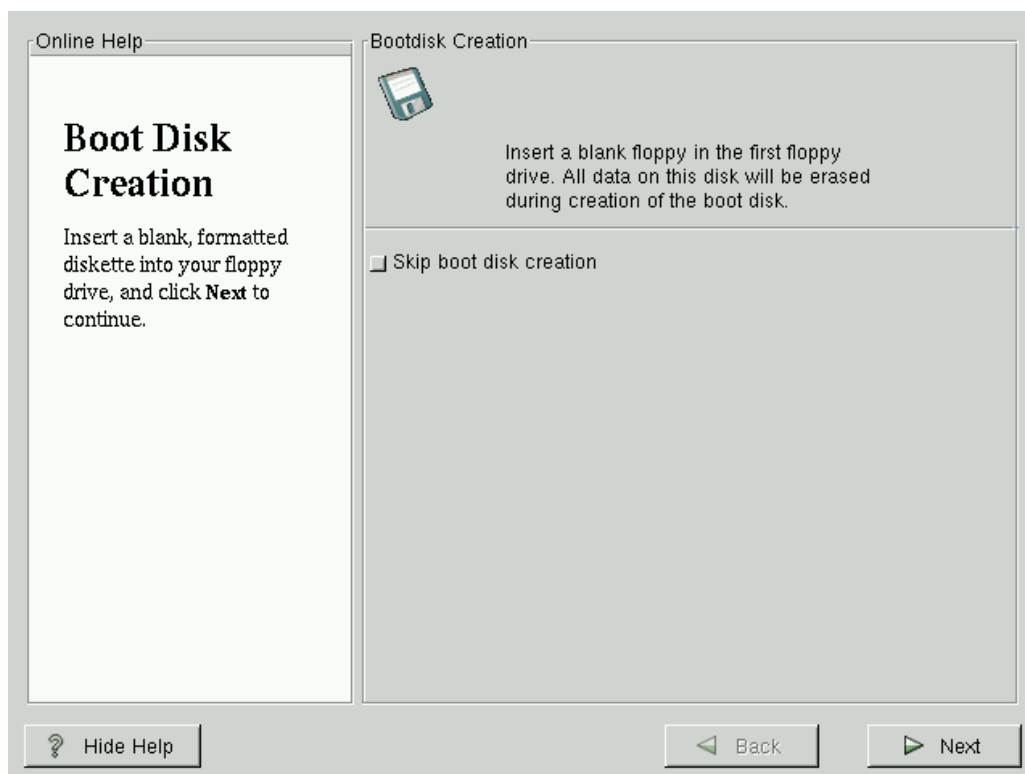 Online Help
Boot Disk
Creation
Insert a blank, formatted
diskette into your floppy
drive, and click Next to
continue.
Bootdisk Creation
Insert a blank floppy in the first floppy
drive. All data on this disk will be erased
during creation of the boot disk.
Skip boot disk creation
Hide Help
Back
Next